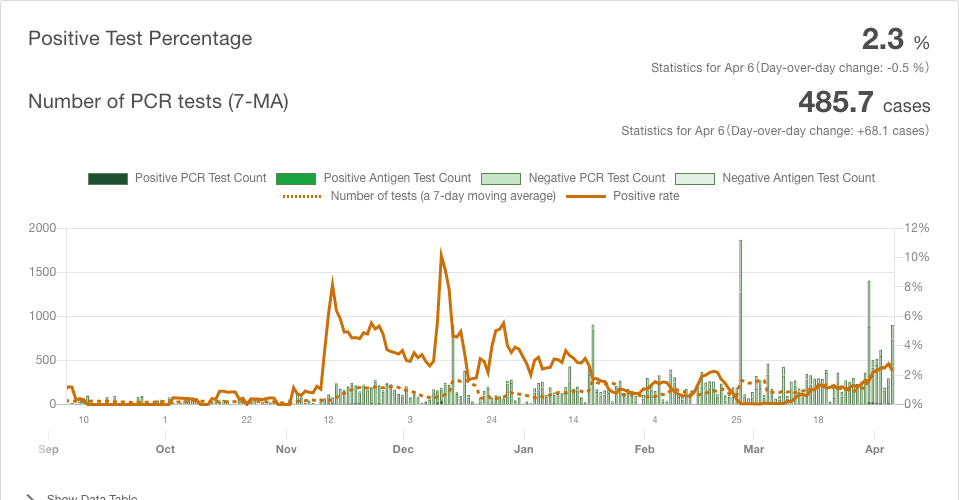 Positive Test Percentage
2.3 %
Statistics for Apr 6 (Day-over-day change: -0.5 %)
Number of PCR tests (7-MA)
485.7 cases
Statistics for Apr 6 (Day-over-day change: +68.1 cases)
Positive PCR Test Count Positive Antigen Test Count Negative PCR Test Count Negative Antigen Test Count
Number of tests (a 7-day moving average) Positive rate
2000 12%
10%
1500
8%
1000 6%
4%
500
2%
0 0%
10 1 22 12 3 24 14 4 25 18
Sep Oct Nov Dec Jan Feb Mar Apr
Show Data Table